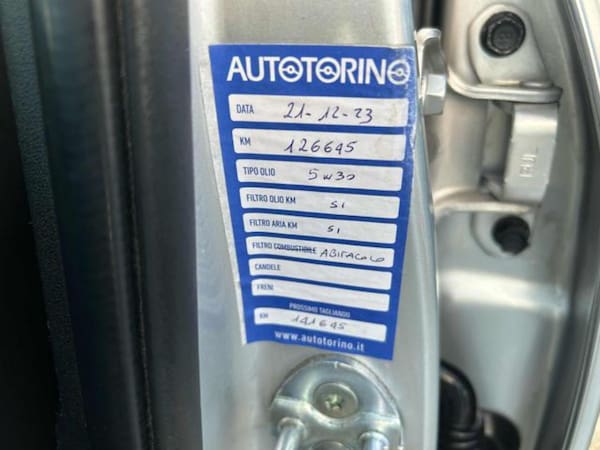 AUTOTORINO
DATA 21-12-23
KM 126645
TIPO OLIO 5W30
FILTRO OLIO KM SI
FILTRO ARIA KM SI
FILTRO COMBUSTIBILE ABITACOLO
CANDELE
FRENI
PROSSIMO TAGLIANDO
KM 141645
www.autotorino.it